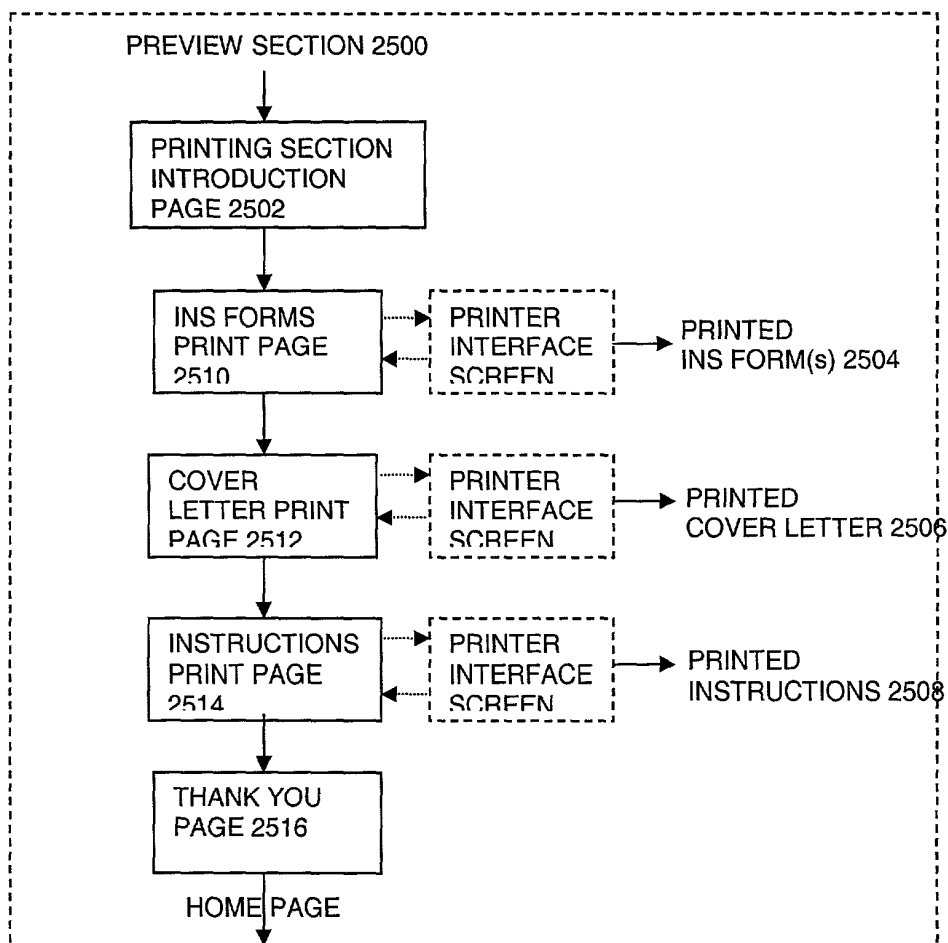 PREVIEW SECTION 2500
PRINTING SECTION
INTRODUCTION
PAGE 2502
INS FORMS
PRINT PAGE
2510
PRINTER
INTERFACE
SCREEN
PRINTED
INS FORM(s) 2504
COVER
LETTER PRINT
PAGE 2512
PRINTER
INTERFACE
SCREEN
PRINTED
COVER LETTER 2506
INSTRUCTIONS
PRINT PAGE
2514
PRINTER
INTERFACE
SCREEN
PRINTED
INSTRUCTIONS 2508
THANK YOU
PAGE 2516
HOME PAGE